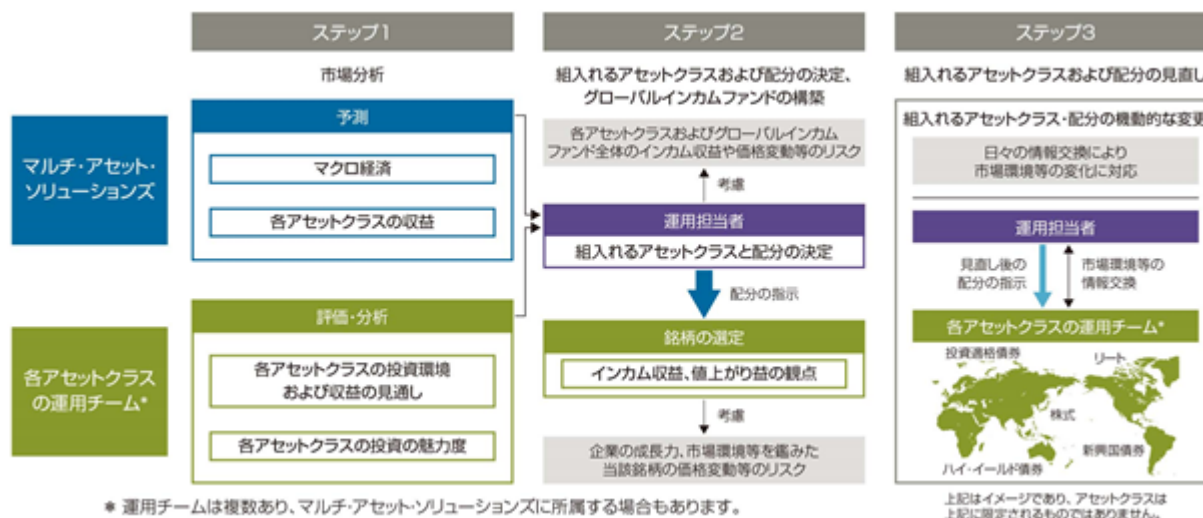 ステップ1
ステップ2
ステップ3
市場分析
組入れるアセットクラスおよび配分の決定、
グローバルインカムファンドの構築
組入れるアセットクラスおよび配分の見直し
マルチ・アセット・
ソリューションズ
予測
マクロ経済
各アセットクラスの収益
各アセットクラス
の運用チーム*
評価・分析
各アセットクラスの投資環境
および収益の見通し
各アセットクラスの投資の魅力度
各アセットクラスおよびグローバルインカム
ファンド全体のインカム収益や価格変動等のリスク
考慮
運用担当者
組入れるアセットクラスと配分の決定
配分の指示
銘柄の選定
インカム収益、値上がり益の観点
考慮
企業の成長力、市場環境等を鑑みた
当該銘柄の価格変動等のリスク
組入れるアセットクラス・配分の機動的な変更
日々の情報交換により
市場環境等の変化に対応
運用担当者
見直し後の
配分の指示
市場環境等の
情報交換
各アセットクラスの運用チーム*
投資適格債券
リート
株式
新興国債券
ハイ・イールド債券
* 運用チームは複数あり、マルチ・アセット・ソリューションズに所属する場合もあります。
上記はイメージであり、アセットクラスは
上記に限定されるものではありません。